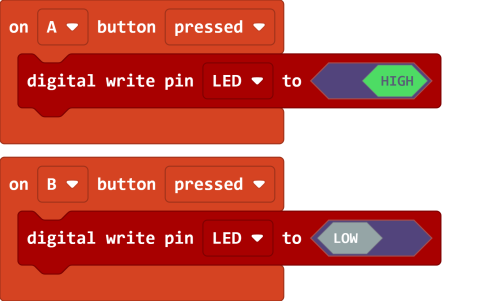 on A button pressed
digital write pin LED to HIGH
on B button pressed
digital write pin LED to LOW